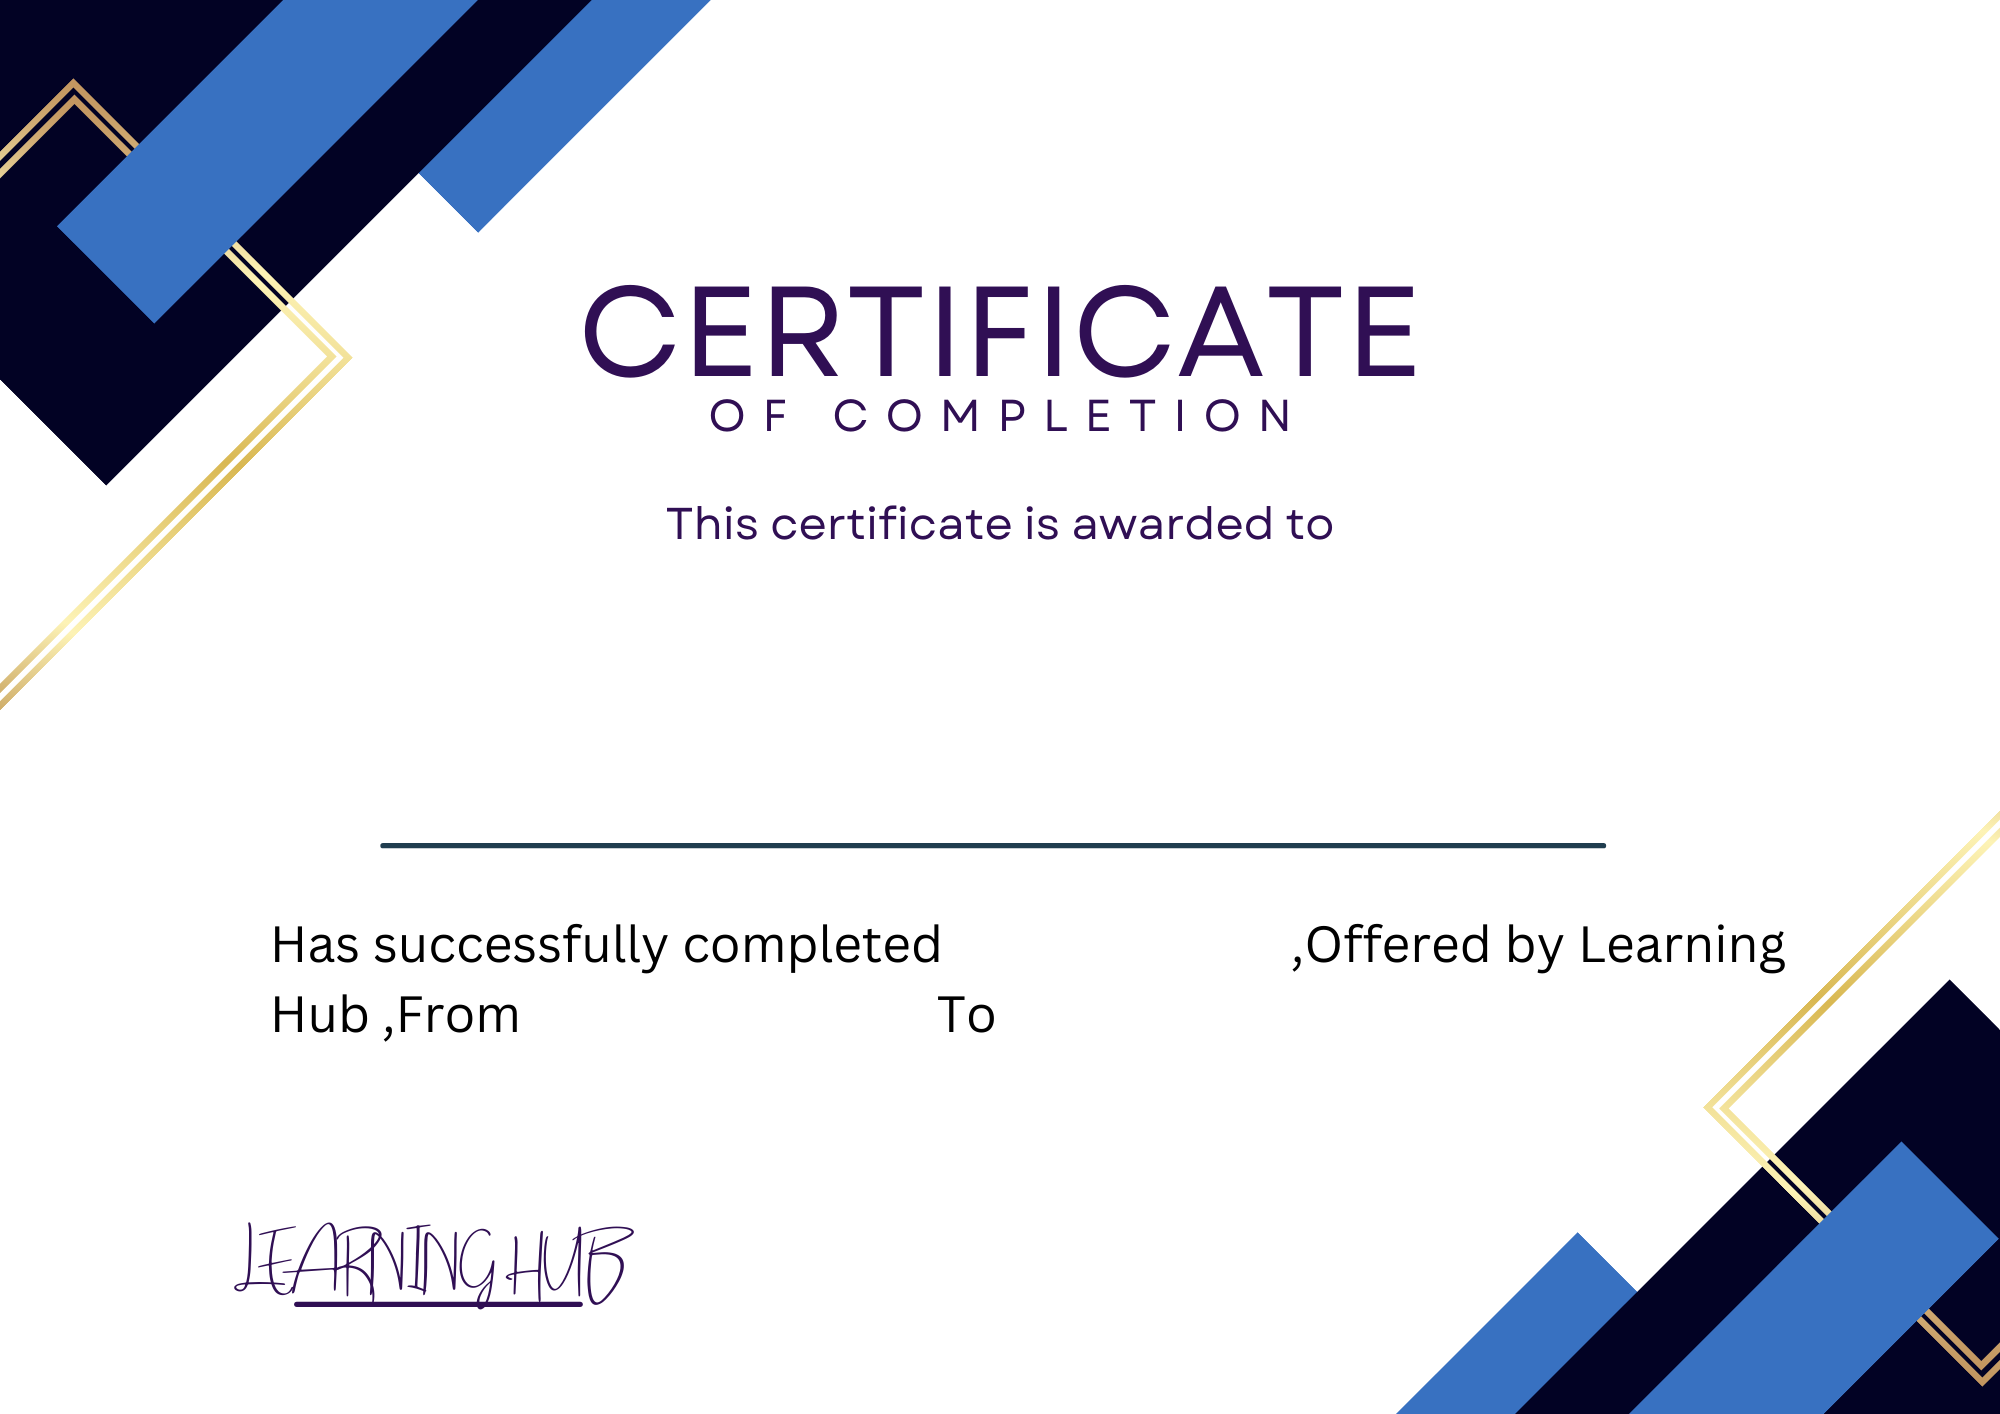 CERTIFICATE
OF COMPLETION
This certificate is awarded to
Has successfully completed ,Offered by Learning
Hub ,From To
LEARNING HUB